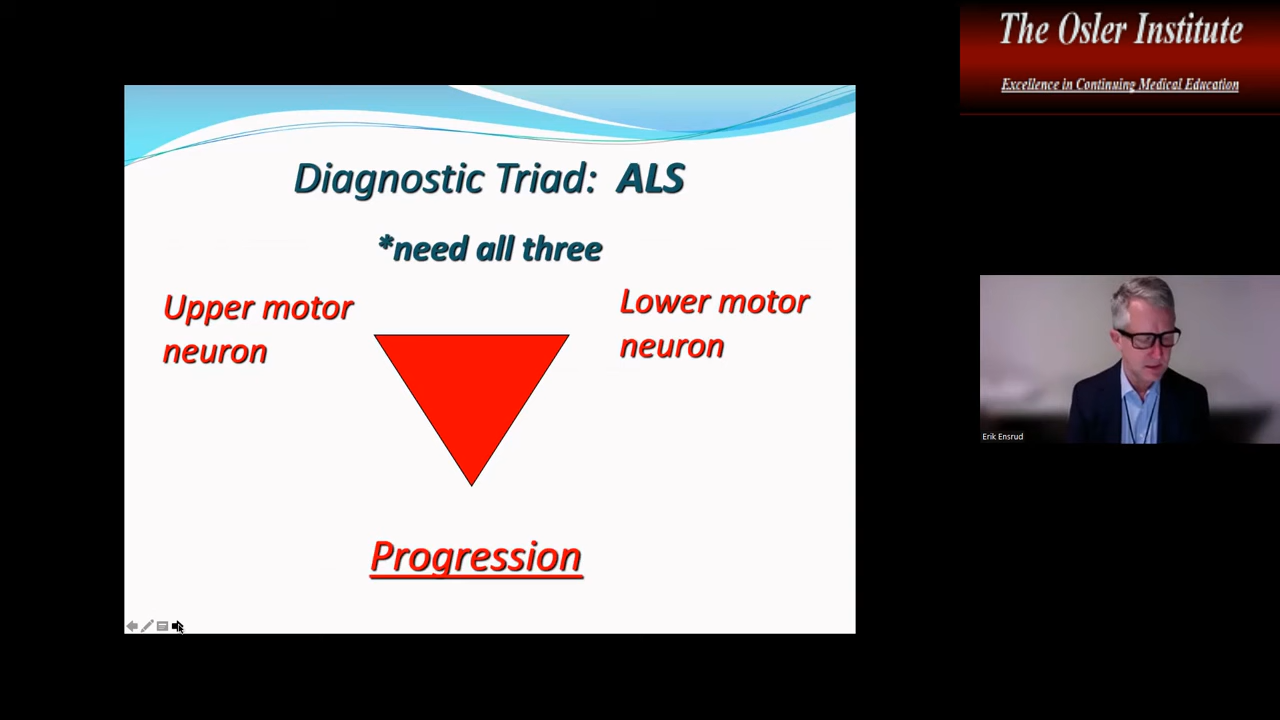 The Osler Institute
Excellence in Continuing Medical Education
Diagnostic Triad: ALS
*need all three
Upper motor
neuron
Lower motor
neuron
Progression
Erik Ensrud